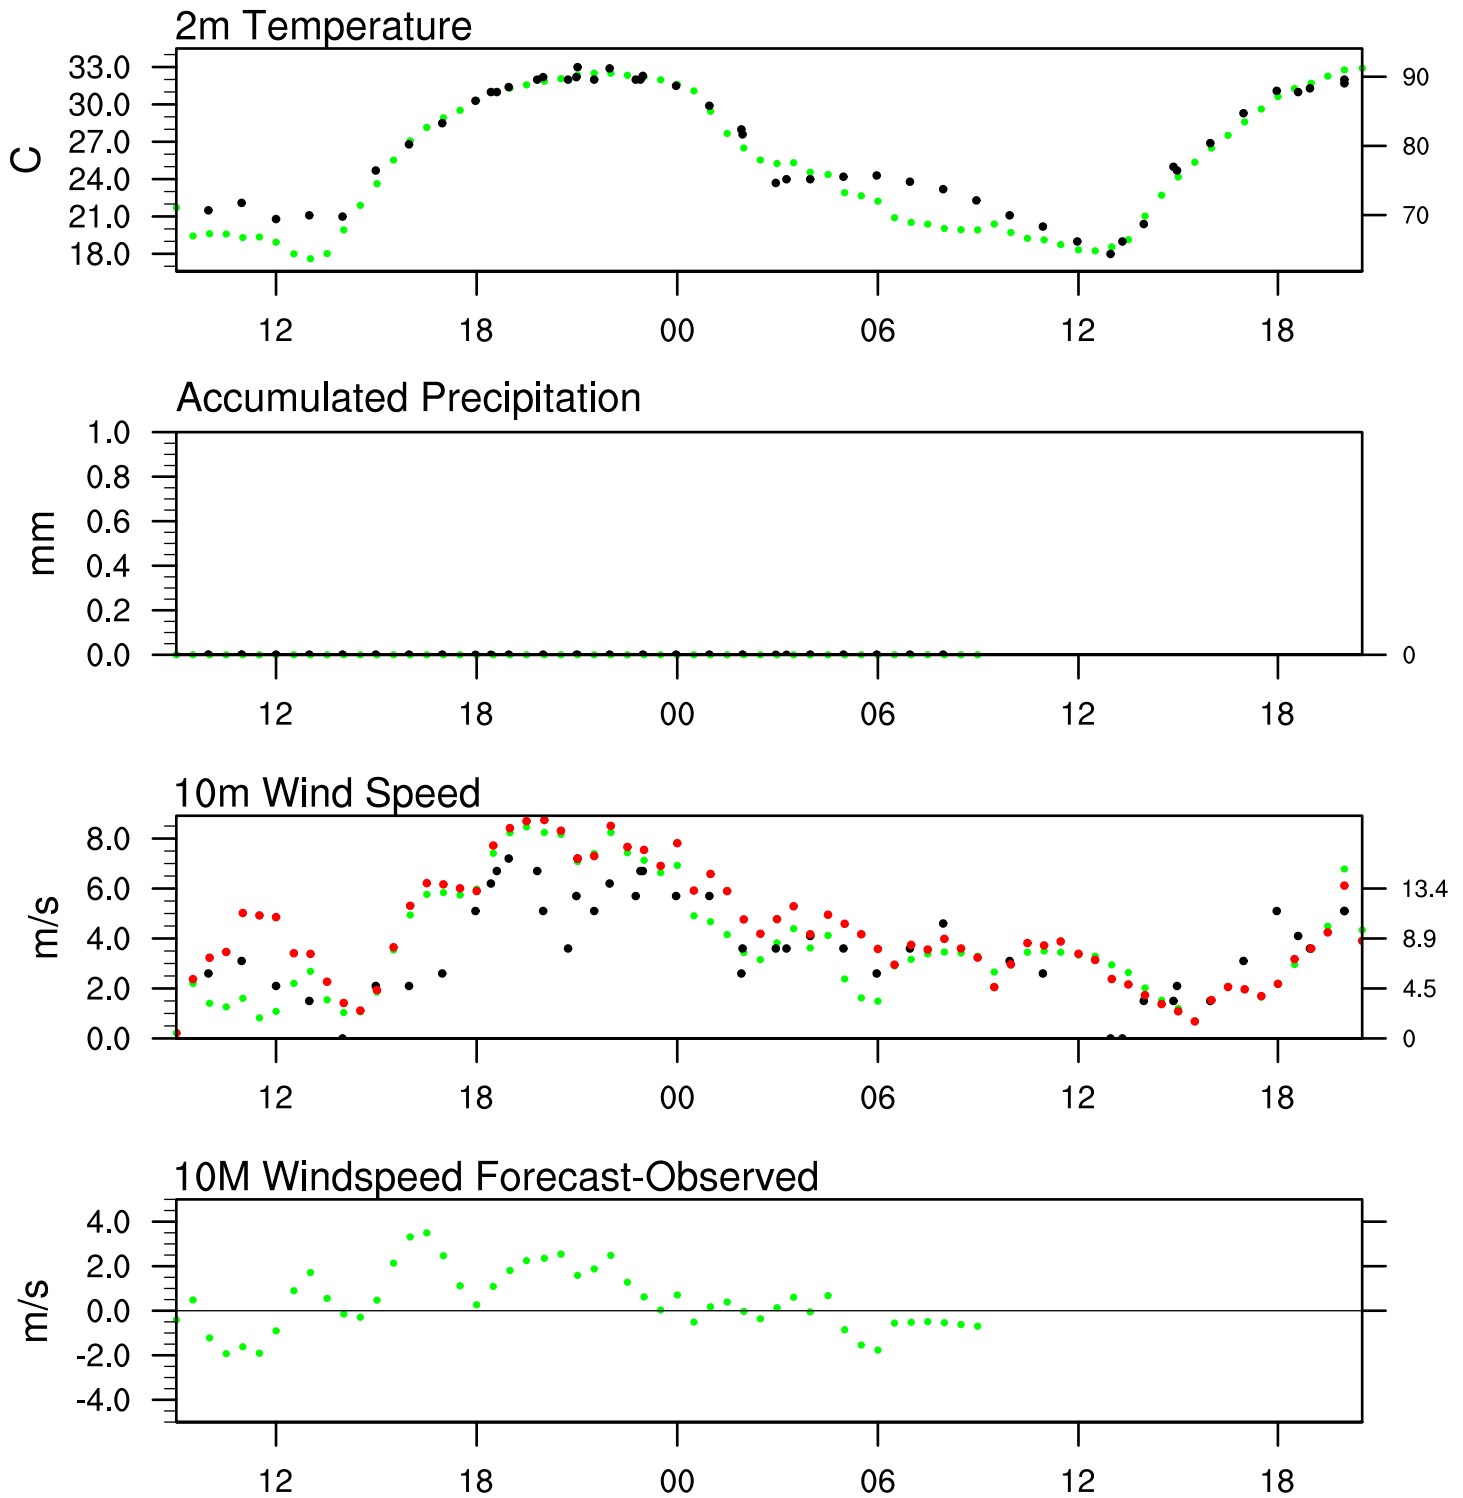 2m Temperature
33.0
30.0
27.0
24.0
21.0
18.0
C
90
80
70
12 18 00 06 12 18
Accumulated Precipitation
1.0
0.8
0.6
0.4
0.2
0.0
mm
0
12 18 00 06 12 18
10m Wind Speed
8.0
6.0
4.0
2.0
0.0
m/s
13.4
8.9
4.5
0
12 18 00 06 12 18
10M Windspeed Forecast-Observed
4.0
2.0
0.0
-2.0
-4.0
m/s
12 18 00 06 12 18